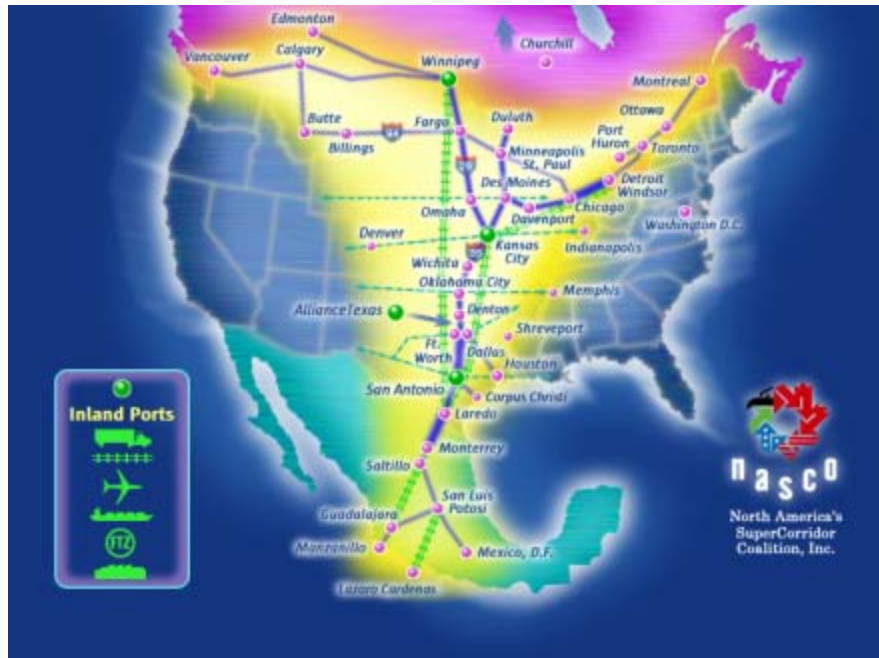 Edmonton
Churchill
Vancouver
Calgary
Winnipeg
Montreal
Ottawa
Butte
Fargo
Duluth
Port
Huron
Toronto
Billings
Minneapolis
St. Paul
Des Moines
Detroit
Windsor
Omaha
Davenport
Chicago
Washington D.C.
Denver
Kansas
City
Indianapolis
Wichita
Oklahoma City
Memphis
AllianceTexas
Denton
Shreveport
Ft.
Worth
Dallas
Houston
San Antonio
Corpus Christi
Laredo
Inland Ports
FTZ
Monterrey
Saltillo
San Luis
Potosi
Guadalajara
Manzanillo
Mexico, D.F.
Lazaro Cardenas
nasco
North America's
SuperCorridor
Coalition, Inc.